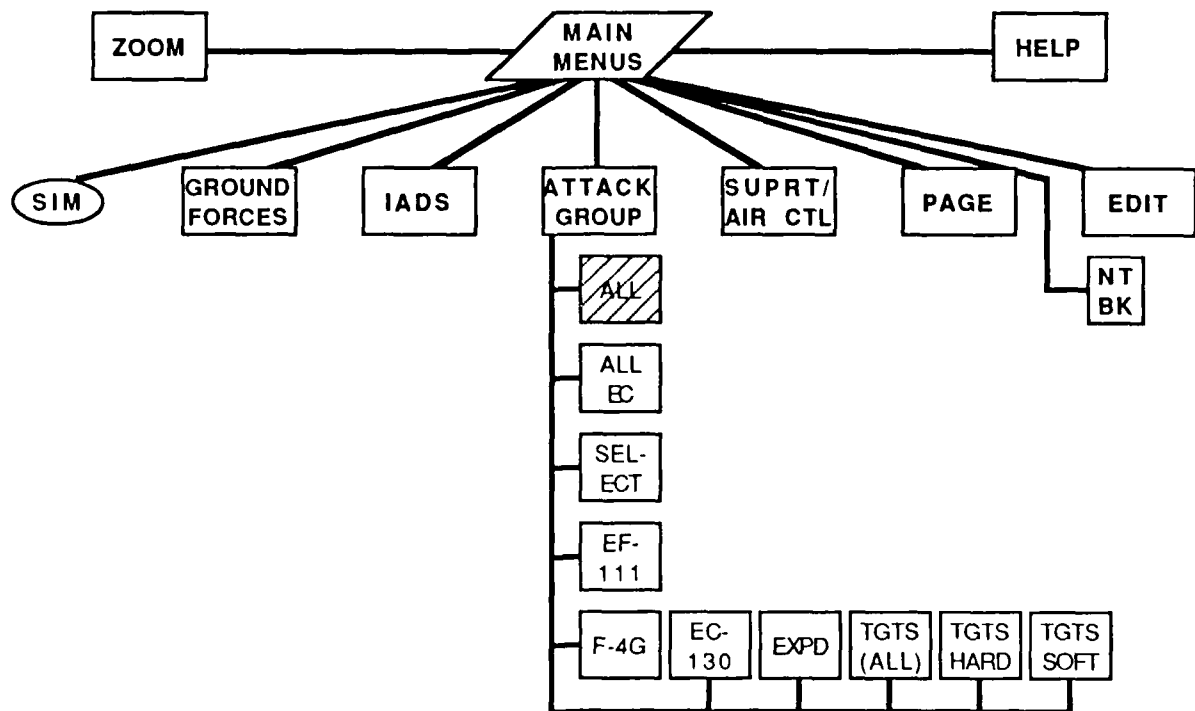 ZOOM
MAIN
MENUS
HELP
SIM
GROUND
FORCES
IADS
ATTACK
GROUP
SUPRT/
AIR CTL
PAGE
EDIT
ALL
NT
BK
ALL
EC
SEL-
ECT
EF-
111
F-4G
EC-
130
EXPD
TGTS
(ALL)
TGTS
HARD
TGTS
SOFT